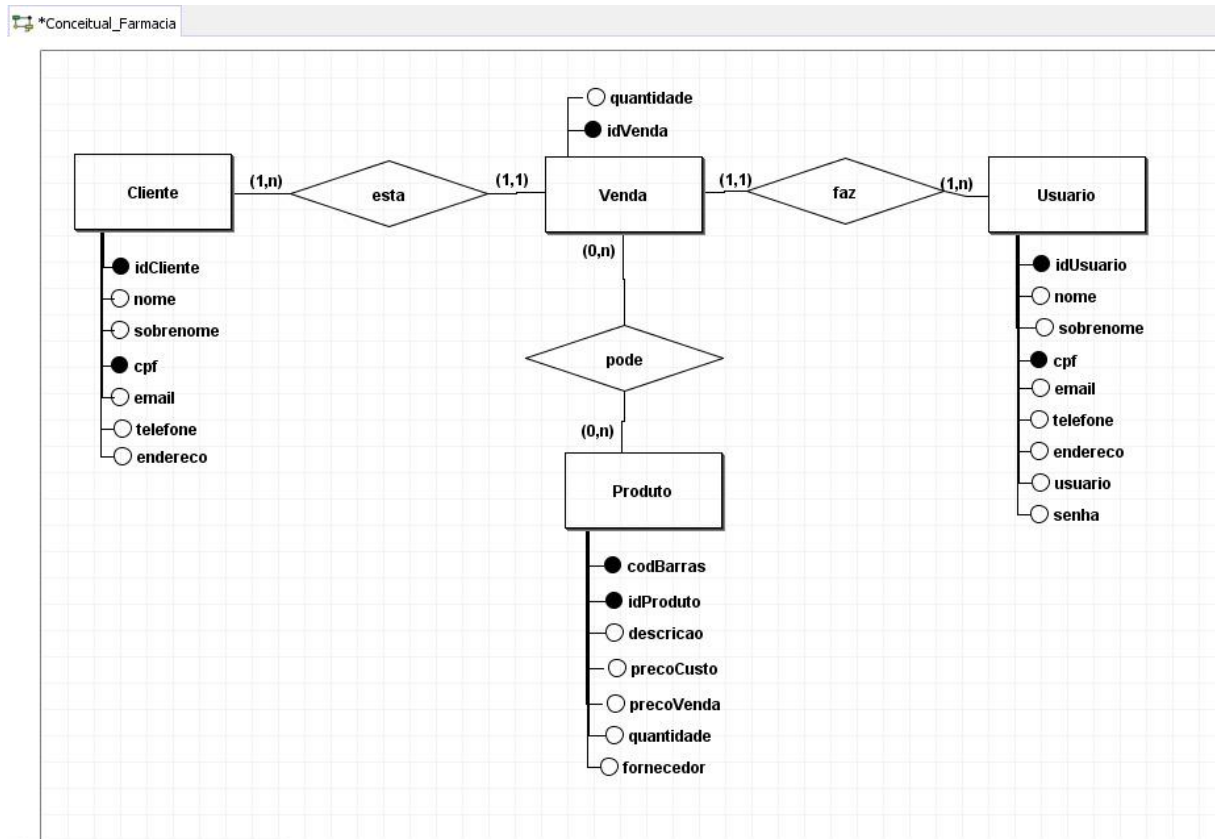 *Conceitual_Farmacia
quantidade
idVenda
Cliente
(1,n)
esta
(1,1)
Venda
(1,1)
faz
(1,n)
Usuario
idCliente
nome
sobrenome
cpf
email
telefone
endereco
(0,n)
pode
(0,n)
Produto
codBarras
idProduto
descricao
precoCusto
precoVenda
quantidade
fornecedor
idUsuario
nome
sobrenome
cpf
email
telefone
endereco
usuario
senha